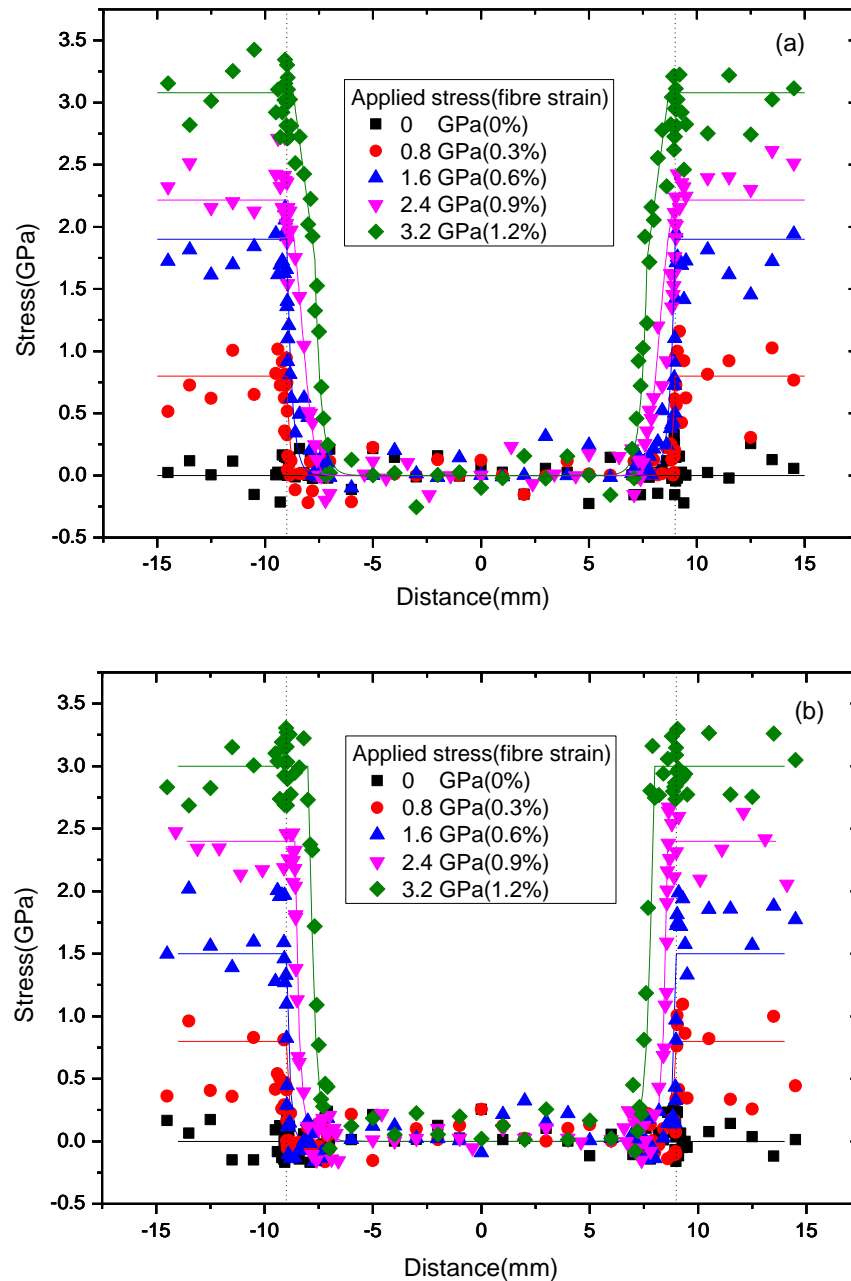 (a)
3.5
3.0
2.5
2.0
1.5
1.0
0.5
0.0
-0.5
Stress(GPa)
Applied stress(fibre strain)
0 GPa(0%)
0.8 GPa(0.3%)
1.6 GPa(0.6%)
2.4 GPa(0.9%)
3.2 GPa(1.2%)
-15 -10 -5 0 5 10 15
Distance(mm)
(b)
3.5
3.0
2.5
2.0
1.5
1.0
0.5
0.0
-0.5
Stress(GPa)
Applied stress(fibre strain)
0 GPa(0%)
0.8 GPa(0.3%)
1.6 GPa(0.6%)
2.4 GPa(0.9%)
3.2 GPa(1.2%)
-15 -10 -5 0 5 10 15
Distance(mm)